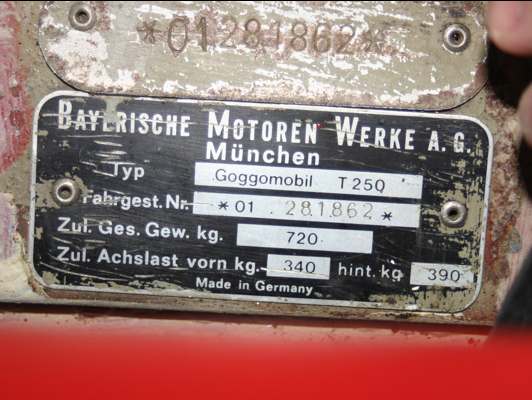 *01281862*
BAYERISCHE MOTOREN WERKE A.G.
München
Typ Goggomobil T 250
Fahrgest. Nr. *01 281862*
Zul. Ges. Gew. kg. 720
Zul. Achslast vorn kg. 340 hint. kg 390
Made in Germany